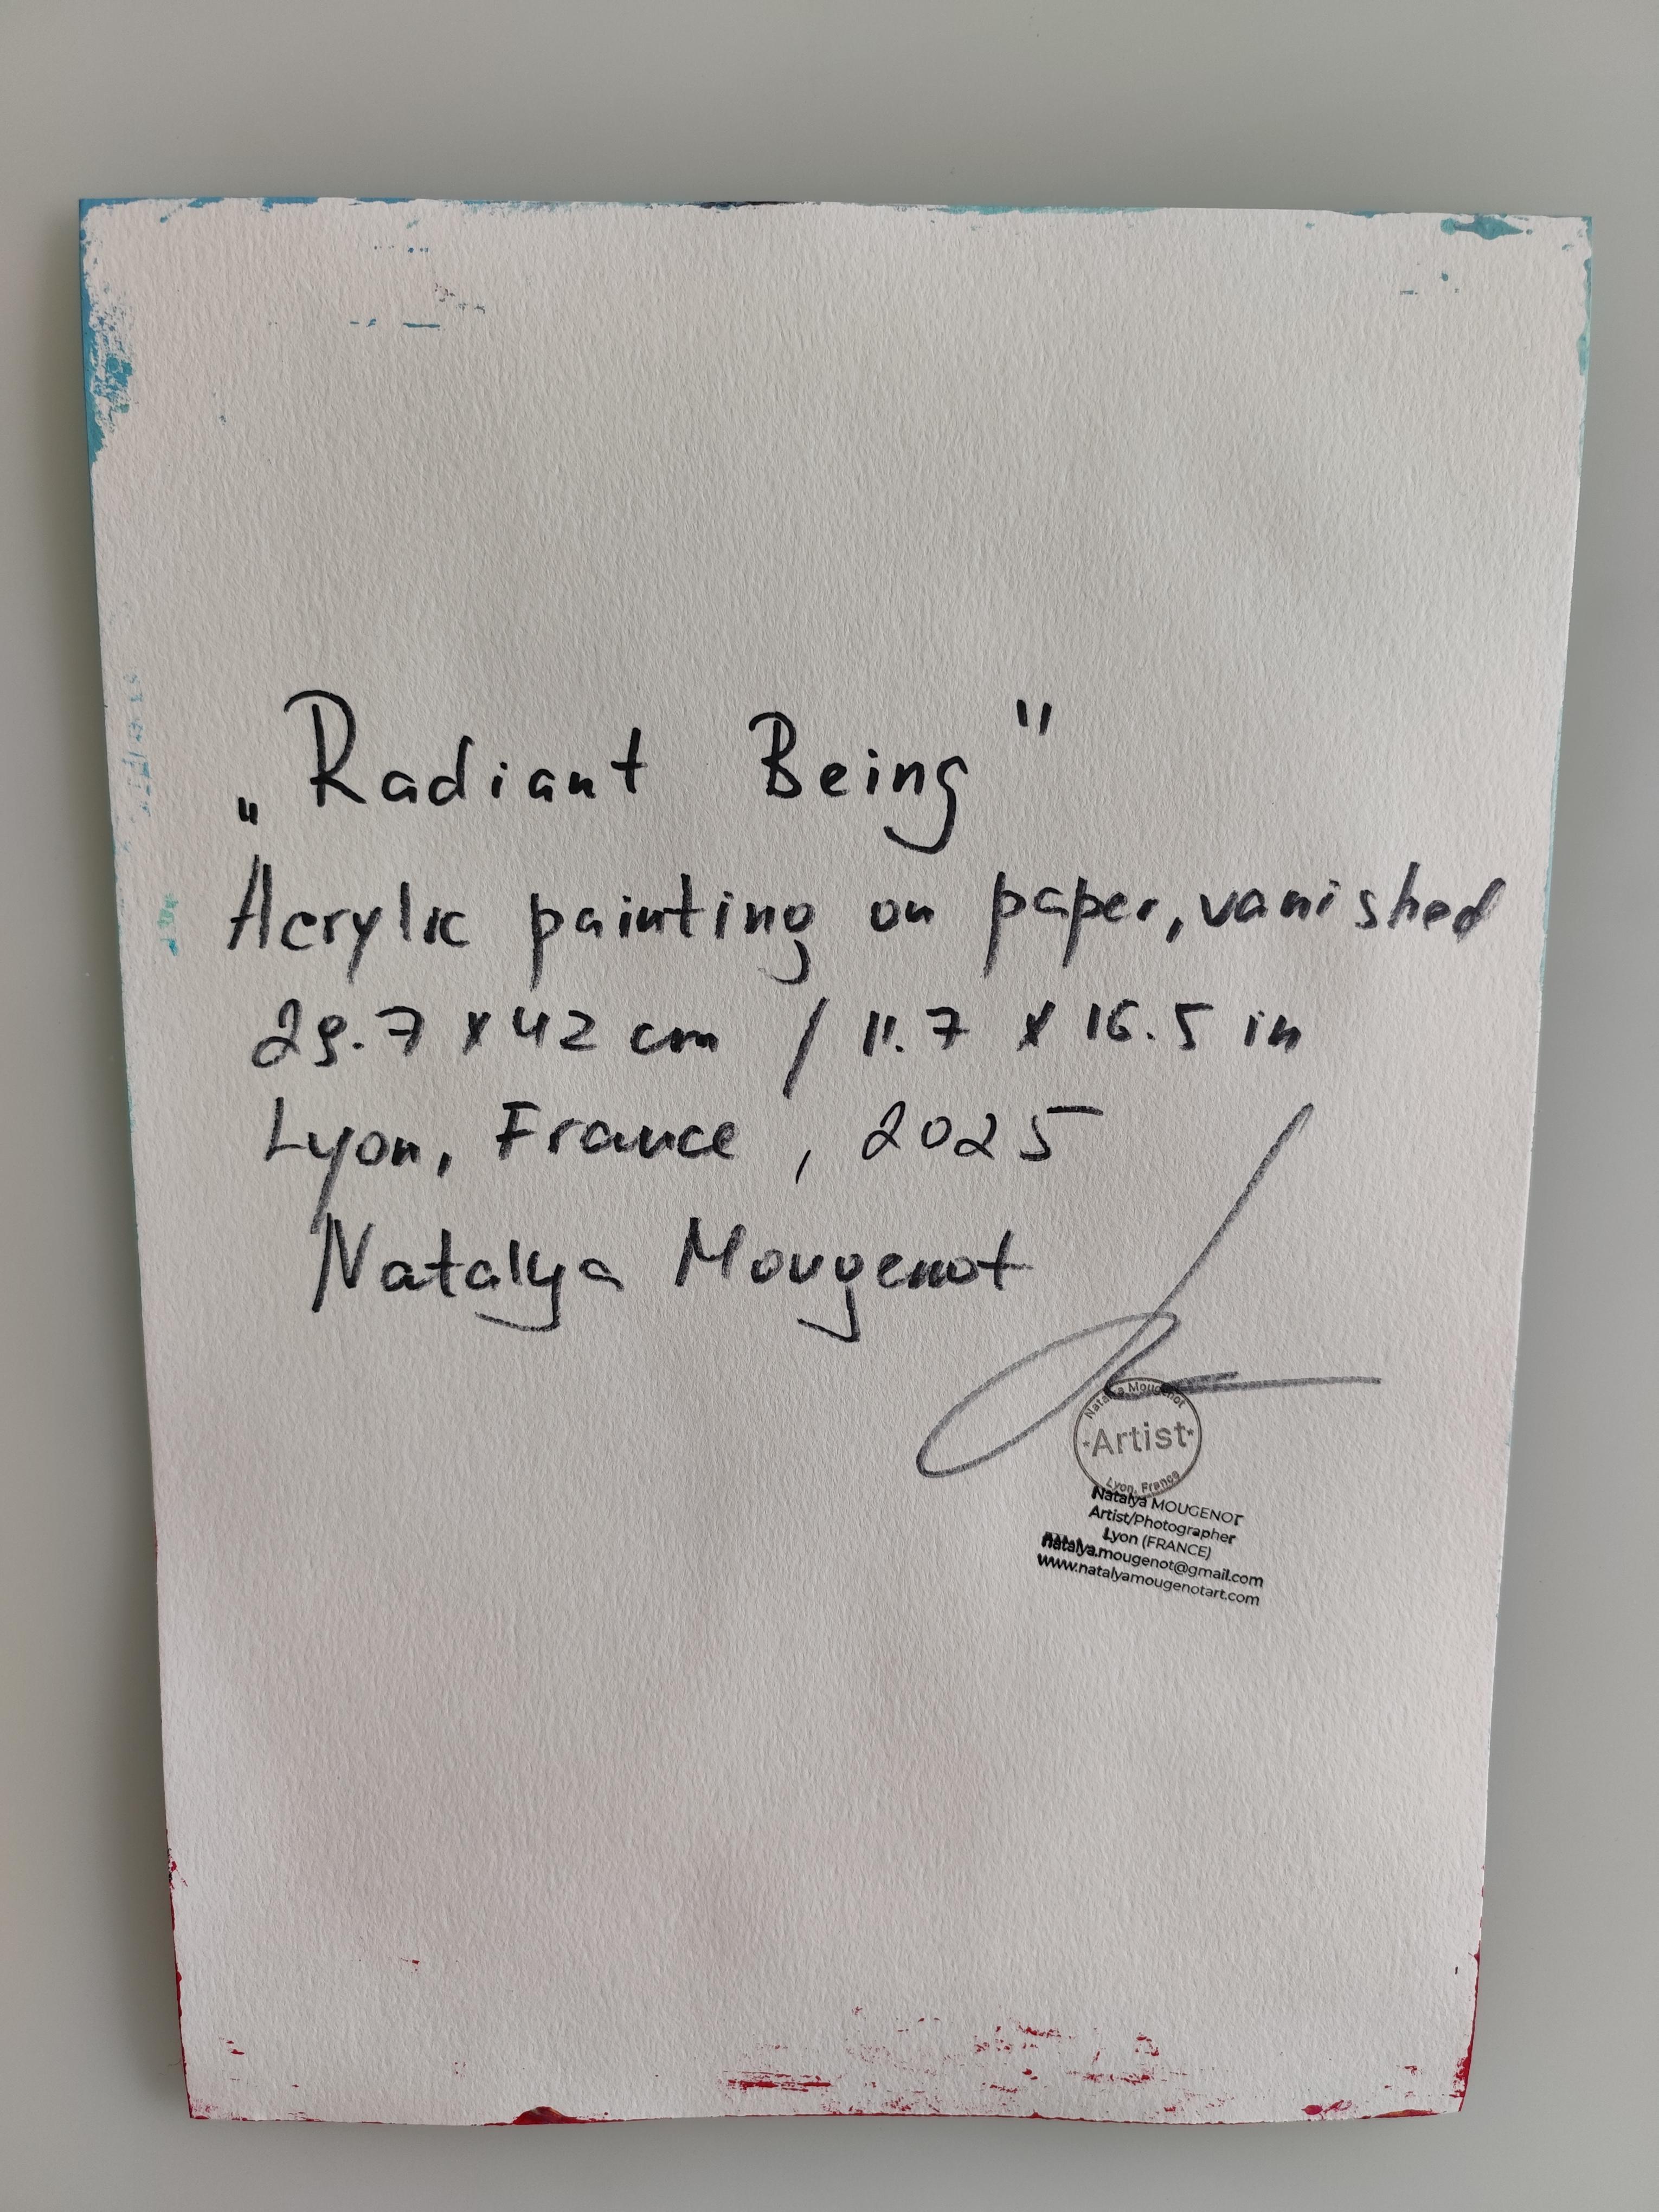 „Radiant Being"
Acrylic painting on paper, vanished
29.7 x 42 cm / 11.7 x 16.5 in
Lyon, France, 2025
Natalya Mougenot
Natalya Mougenot
*Artist*
Lyon, France
Natalya MOUGENOT
Artist/Photographer
Lyon (FRANCE)
natalya.mougenot@gmail.com
www.natalyamougenotart.com